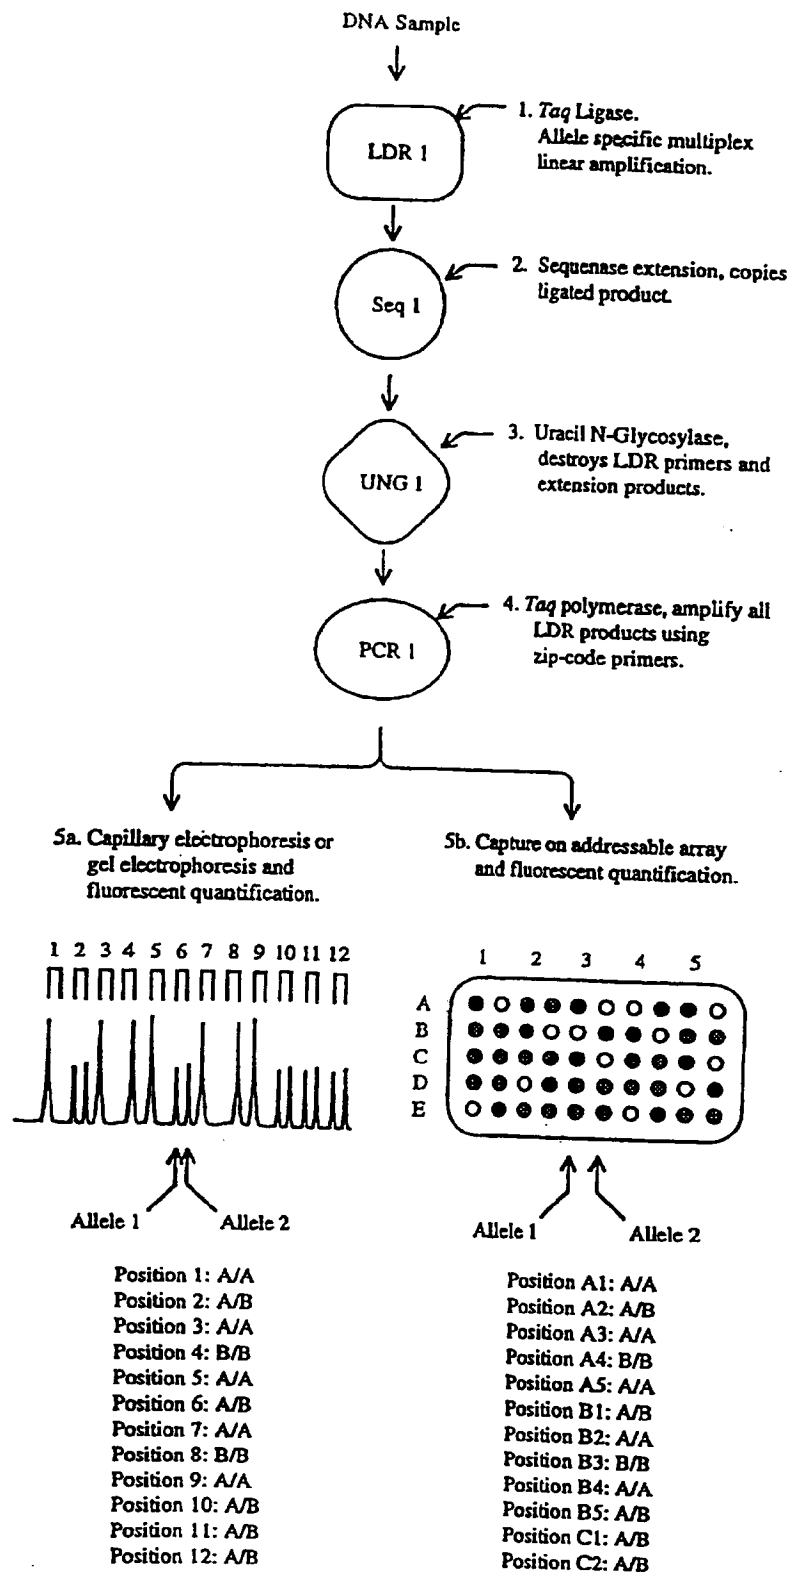 DNA Sample
LDR 1
1. Taq Ligase.
Allele specific multiplex
linear amplification.
Seq 1
2. Sequenase extension, copies
ligated product.
UNG 1
3. Uracil N-Glycosylase,
destroys LDR primers and
extension products.
PCR 1
4. Taq polymerase, amplify all
LDR products using
zip-code primers.
5a. Capillary electrophoresis or
gel electrophoresis and
fluorescent quantification.
1 2 3 4 5 6 7 8 9 10 11 12
Allele 1
Allele 2
Position 1: A/A
Position 2: A/B
Position 3: A/A
Position 4: B/B
Position 5: A/A
Position 6: A/B
Position 7: A/A
Position 8: B/B
Position 9: A/A
Position 10: A/B
Position 11: A/B
Position 12: A/B
5b. Capture on addressable array
and fluorescent quantification.
1 2 3 4 5
A
B
C
D
E
Allele 1
Allele 2
Position A1: A/A
Position A2: A/B
Position A3: A/A
Position A4: B/B
Position A5: A/A
Position B1: A/B
Position B2: A/A
Position B3: B/B
Position B4: A/A
Position B5: A/B
Position C1: A/B
Position C2: A/B